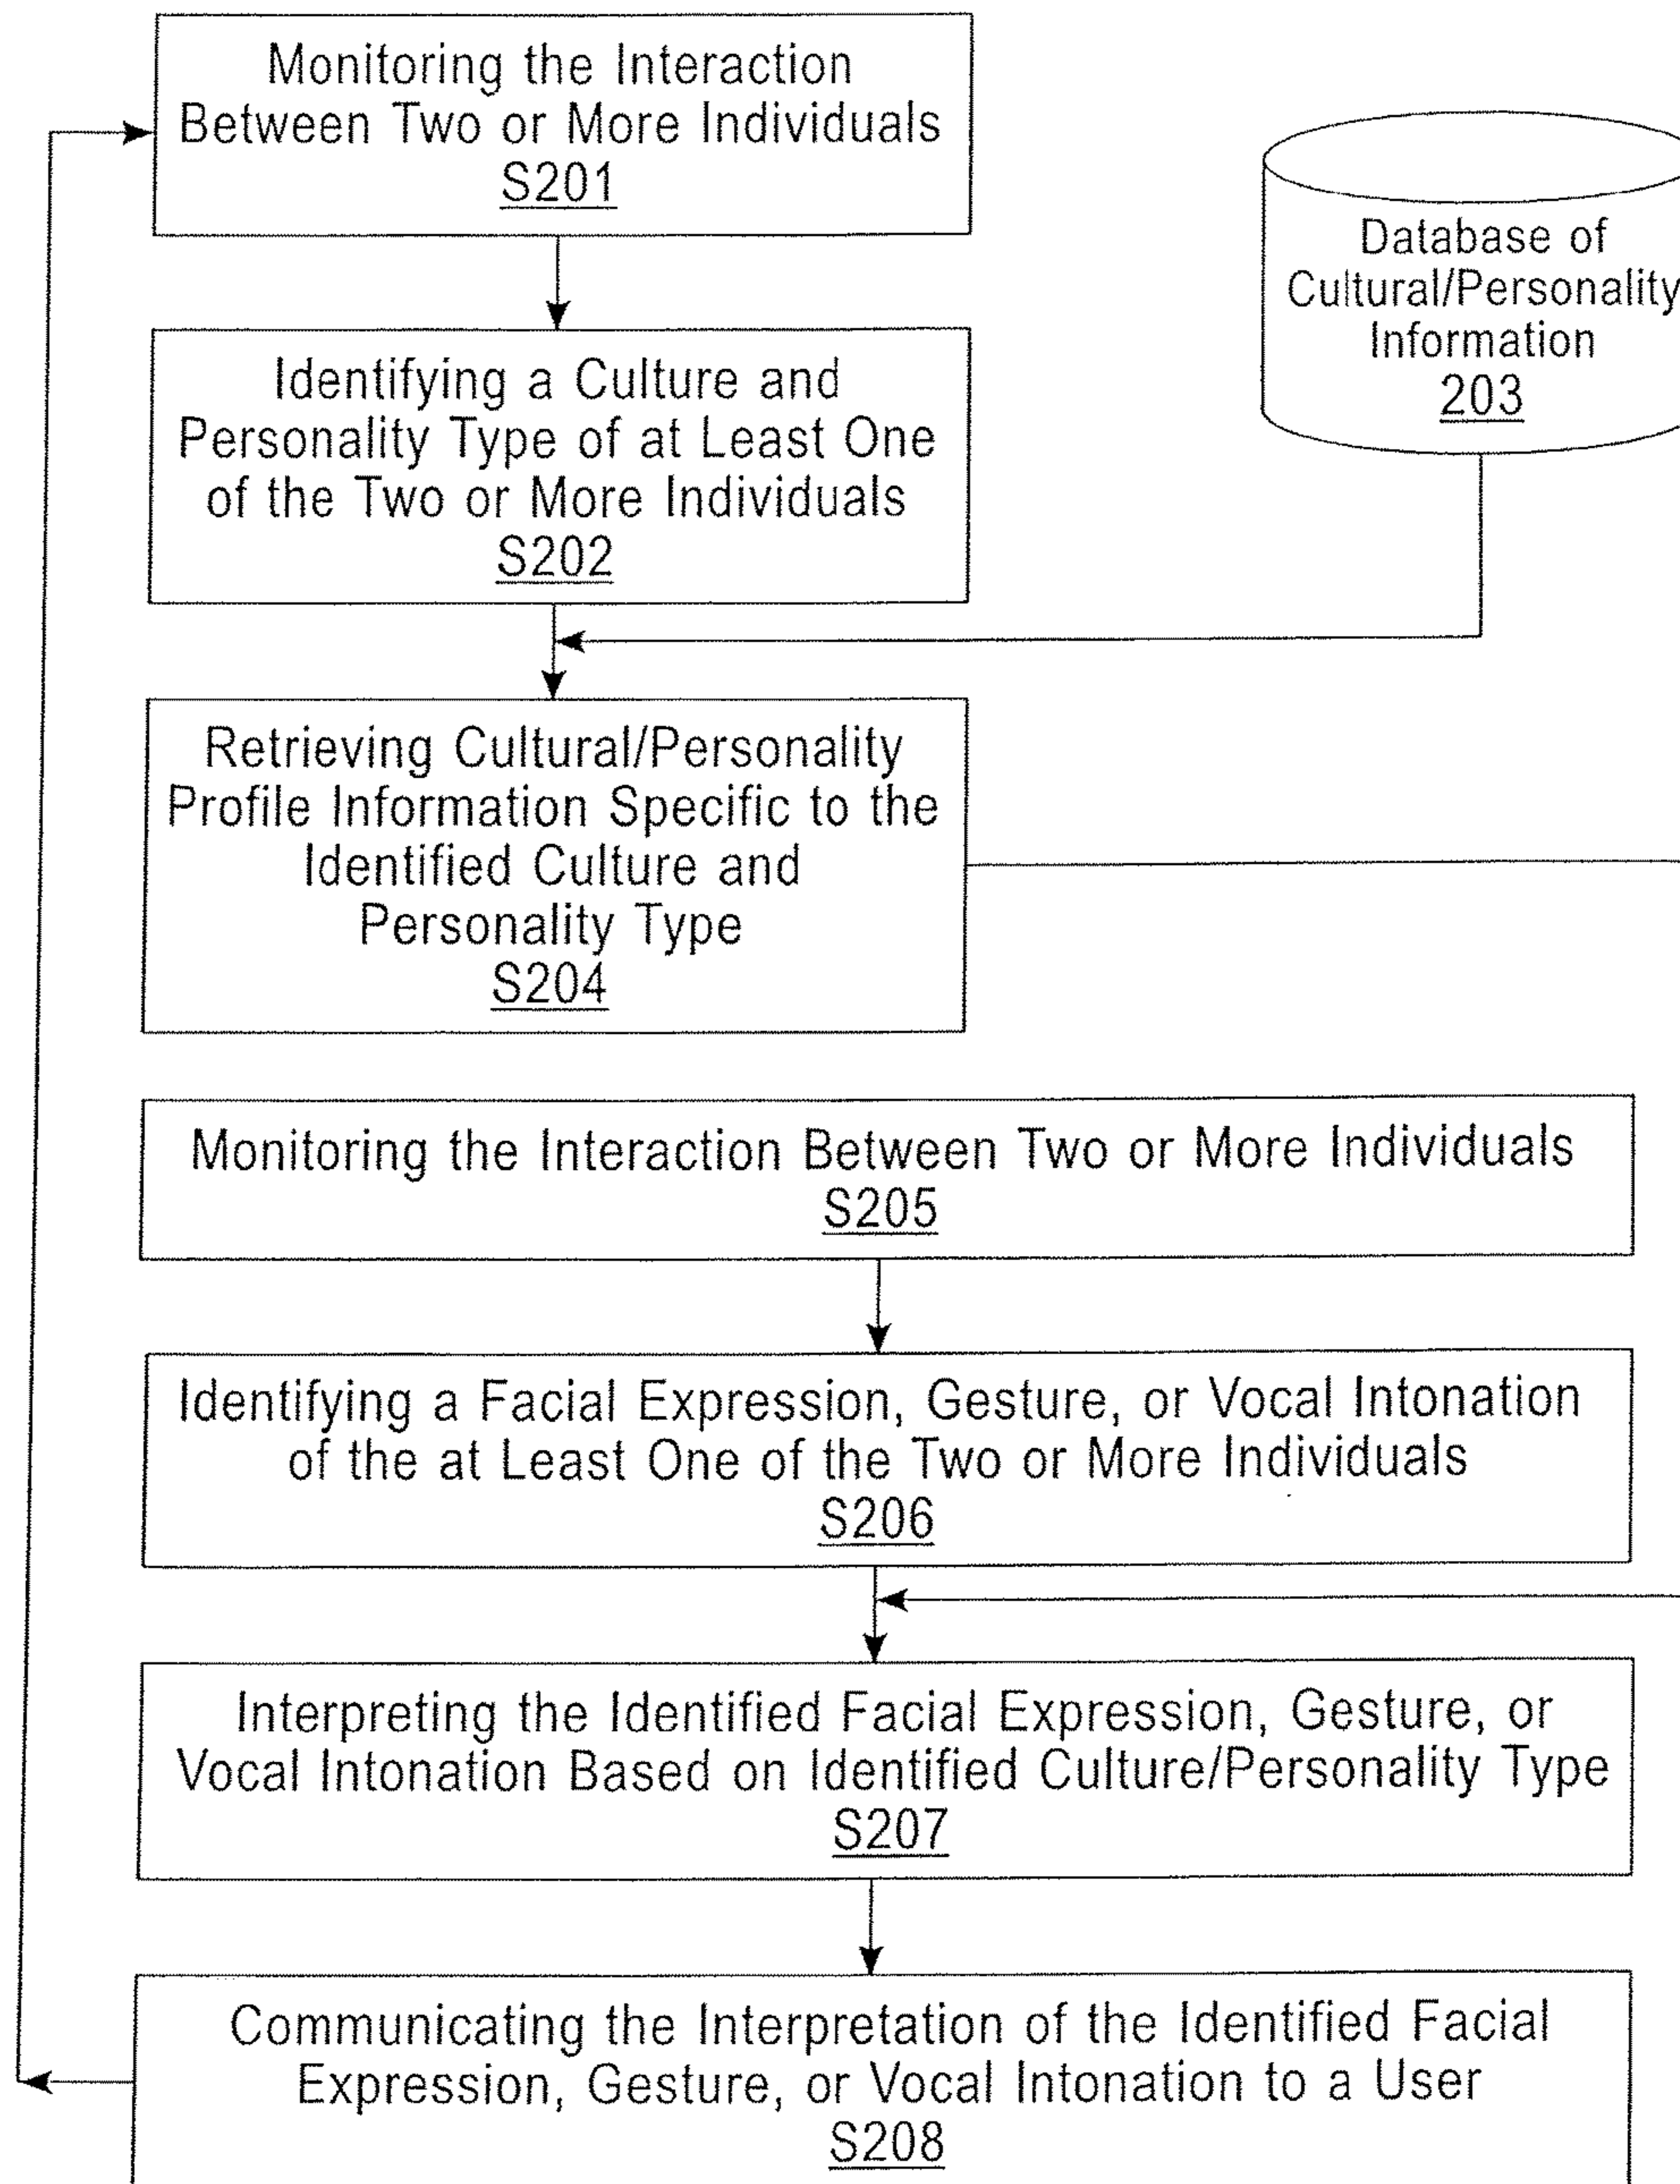 Monitoring the Interaction
Between Two or More Individuals
S201
Database of
Cultural/Personality
Information
203
Identifying a Culture and
Personality Type of at Least One
of the Two or More Individuals
S202
Retrieving Cultural/Personality
Profile Information Specific to the
Identified Culture and
Personality Type
S204
Monitoring the Interaction Between Two or More Individuals
S205
Identifying a Facial Expression, Gesture, or Vocal Intonation
of the at Least One of the Two or More Individuals
S206
Interpreting the Identified Facial Expression, Gesture, or
Vocal Intonation Based on Identified Culture/Personality Type
S207
Communicating the Interpretation of the Identified Facial
Expression, Gesture, or Vocal Intonation to a User
S208